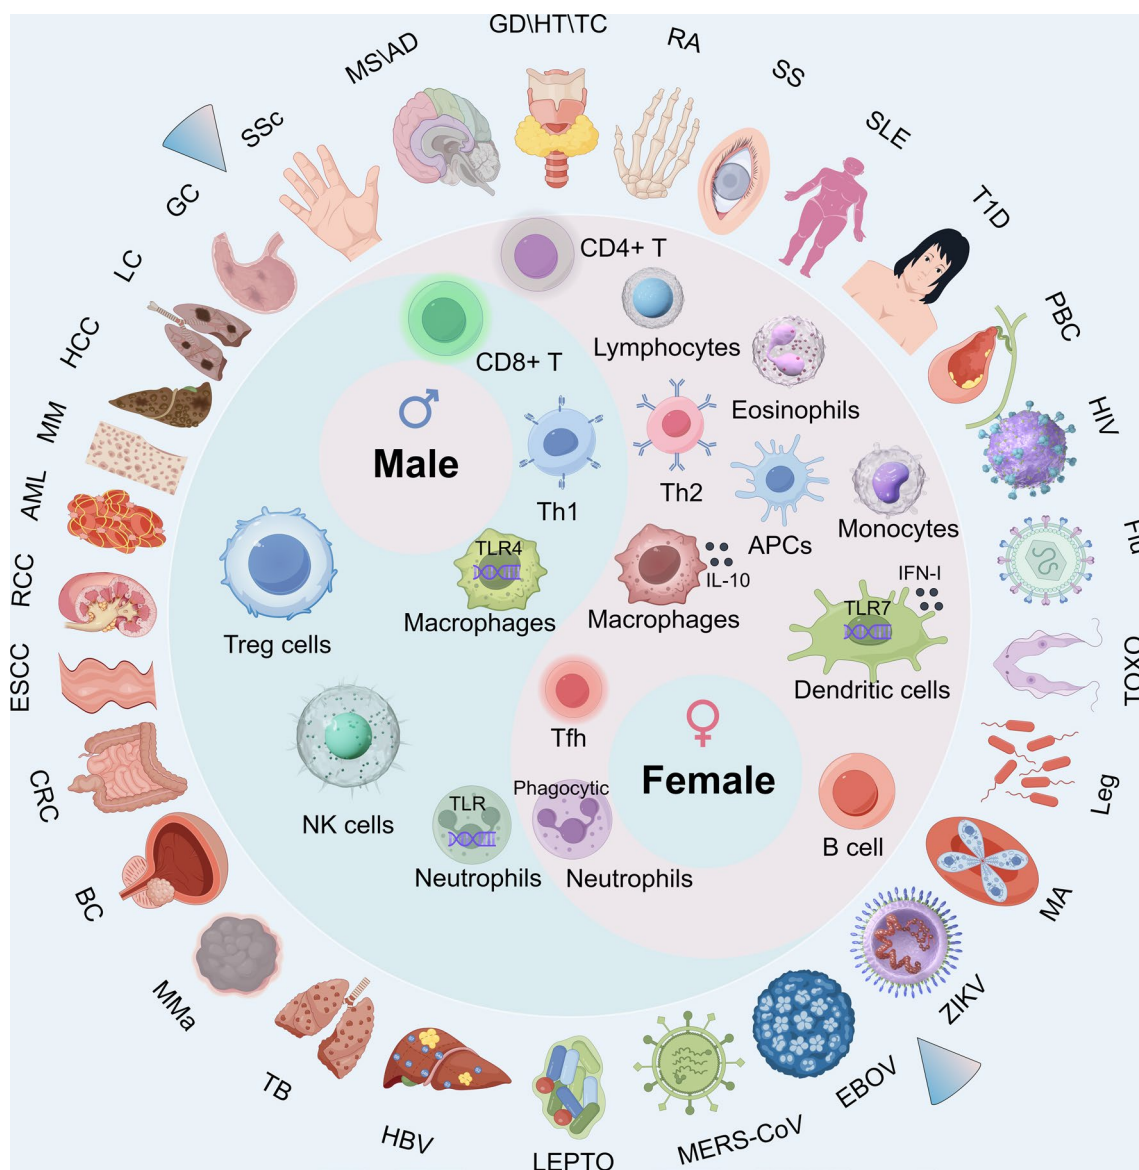 GD\HT\TC
RA
SS
SLE
T1D
PBC
HIV
Flu
TOXO
Leg
MA
ZIKV
EBOV
MERS-CoV
LEPTO
HBV
TB
MMa
BC
CRC
ESCC
RCC
AML
MM
HCC
LC
GC
SSc
MS\AD
CD4+ T
Lymphocytes
CD8+ T
Eosinophils
Male
Th1
Th2
APCs
Monocytes
TLR4
Macrophages
IL-10
Macrophages
IFN-I
TLR7
Dendritic cells
Treg cells
Tfh
Female
NK cells
TLR
Neutrophils
Phagocytic
Neutrophils
B cell